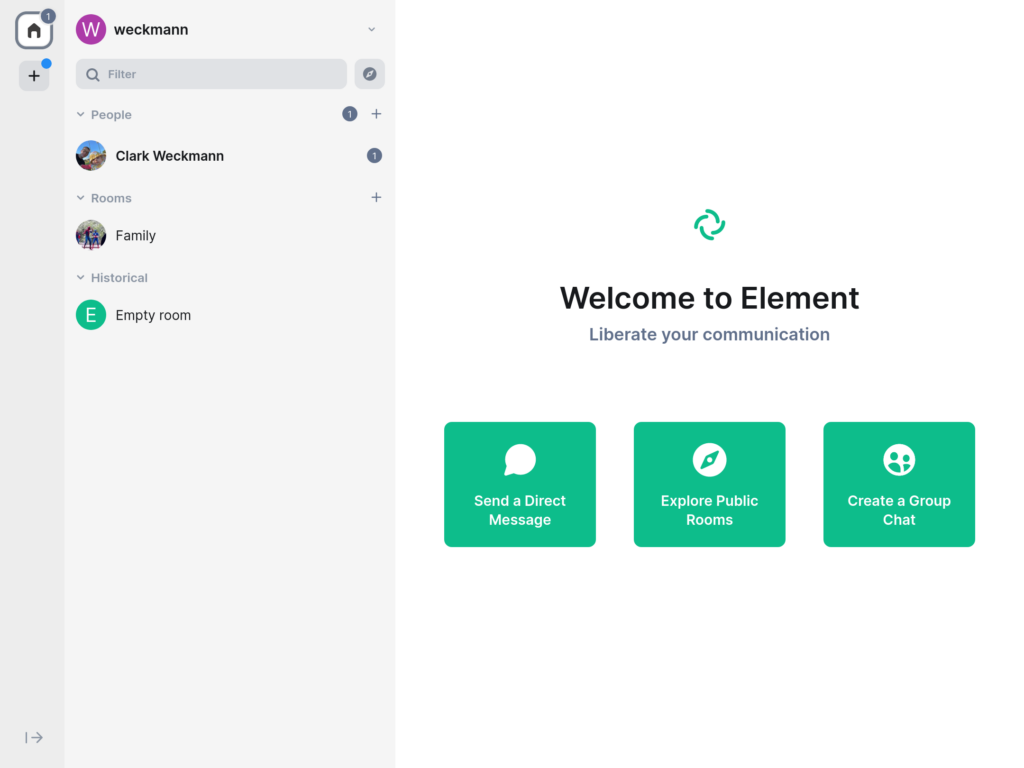 1
W weckmann
Filter
People 1
Clark Weckmann 1
Rooms
Family
Historical
E Empty room
Welcome to Element
Liberate your communication
Send a Direct
Message
Explore Public
Rooms
Create a Group
Chat